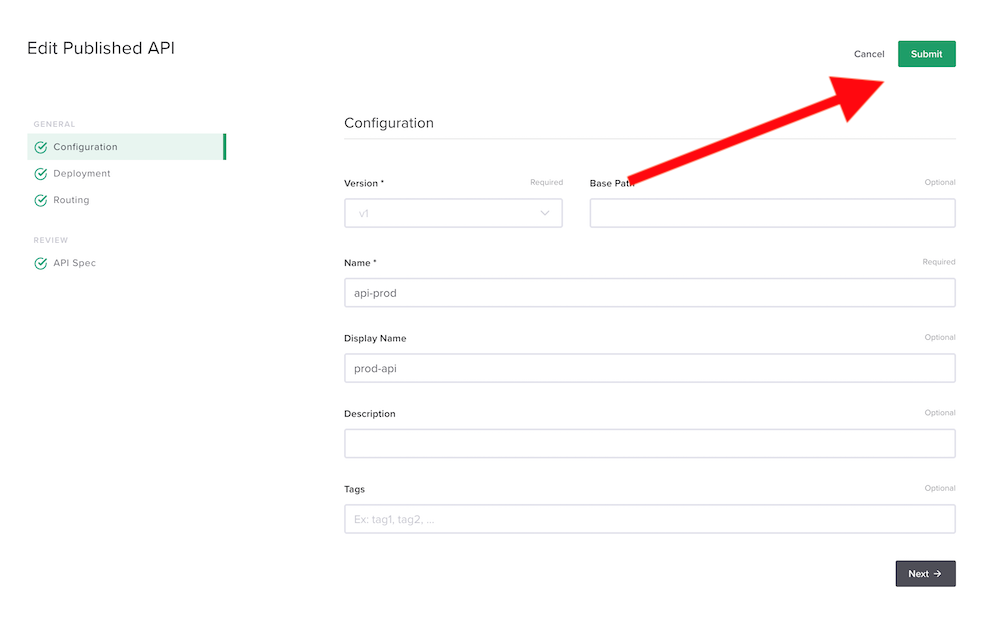 Edit Published API
Cancel
Submit
GENERAL
Configuration
Deployment
Routing
REVIEW
API Spec
Configuration
Version *
Required
v1
Base Path
Optional
Name *
Required
api-prod
Display Name
Optional
prod-api
Description
Optional
Tags
Optional
Ex: tag1, tag2, ...
Next →